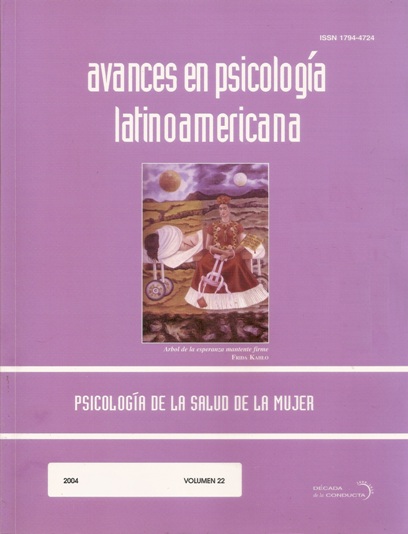 ISSN 1794-4724
avances en psicología
latinoamericana
Arbol de la esperanza mantente firme
FRIDA KAHLO
PSICOLOGÍA DE LA SALUD DE LA MUJER
2004 VOLUMEN 22
DÉCADA
de la CONDUCTA